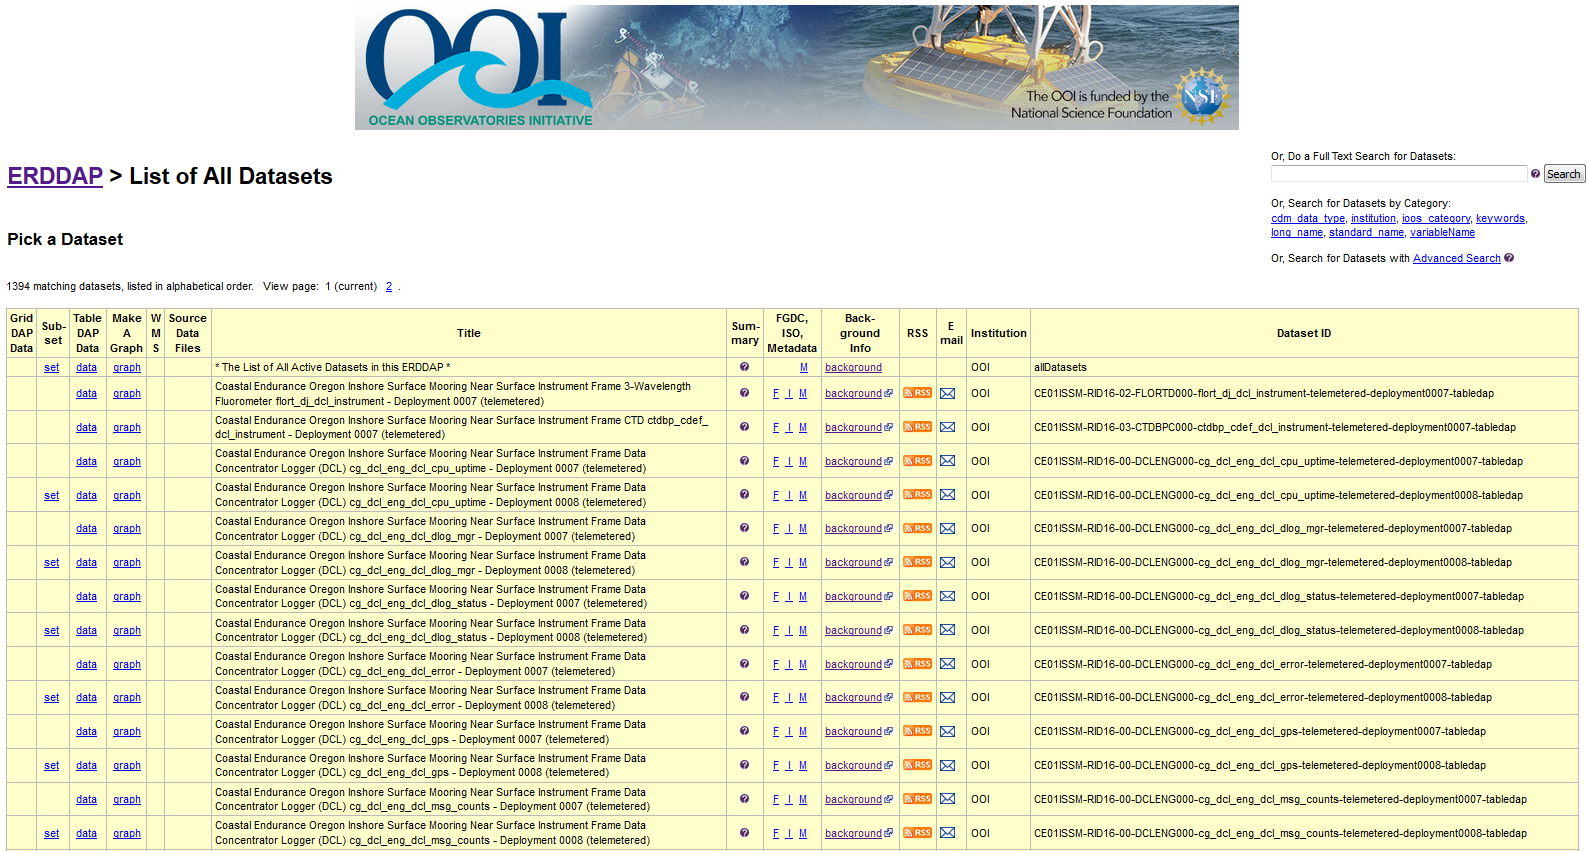 OOI
OCEAN OBSERVATORIES INITIATIVE
The OOI is funded by the
National Science Foundation
NSF
ERDDAP > List of All Datasets
Or, Do a Full Text Search for Datasets:
? Search
Or, Search for Datasets by Category:
cdm_data_type, institution, ioos_category, keywords,
long_name, standard_name, variableName
Or, Search for Datasets with Advanced Search ?
Pick a Dataset
1394 matching datasets, listed in alphabetical order. View page: 1 (current) 2 .
Grid DAP Data
Sub-set
Table DAP Data
Make A Graph
W M S
Source Data Files
Title
Sum-mary
FGDC, ISO, Metadata
Back-ground Info
RSS
E mail
Institution
Dataset ID
set data graph * The List of All Active Datasets in this ERDDAP * ? M background OOI allDatasets
data graph Coastal Endurance Oregon Inshore Surface Mooring Near Surface Instrument Frame 3-Wavelength
Fluorometer flort_dj_dcl_instrument - Deployment 0007 (telemetered) ? F I M background RSS OOI CE01ISSM-RID16-02-FLORTD000-flort_dj_dcl_instrument-telemetered-deployment0007-tabledap
data graph Coastal Endurance Oregon Inshore Surface Mooring Near Surface Instrument Frame CTD ctdbp_cdef_
dcl_instrument - Deployment 0007 (telemetered) ? F I M background RSS OOI CE01ISSM-RID16-03-CTDBPC000-ctdbp_cdef_dcl_instrument-telemetered-deployment0007-tabledap
data graph Coastal Endurance Oregon Inshore Surface Mooring Near Surface Instrument Frame Data
Concentrator Logger (DCL) cg_dcl_eng_dcl_cpu_uptime - Deployment 0007 (telemetered) ? F I M background RSS OOI CE01ISSM-RID16-00-DCLENG000-cg_dcl_eng_dcl_cpu_uptime-telemetered-deployment0007-tabledap
set data graph Coastal Endurance Oregon Inshore Surface Mooring Near Surface Instrument Frame Data
Concentrator Logger (DCL) cg_dcl_eng_dcl_cpu_uptime - Deployment 0008 (telemetered) ? F I M background RSS OOI CE01ISSM-RID16-00-DCLENG000-cg_dcl_eng_dcl_cpu_uptime-telemetered-deployment0008-tabledap
data graph Coastal Endurance Oregon Inshore Surface Mooring Near Surface Instrument Frame Data
Concentrator Logger (DCL) cg_dcl_eng_dcl_dlog_mgr - Deployment 0007 (telemetered) ? F I M background RSS OOI CE01ISSM-RID16-00-DCLENG000-cg_dcl_eng_dcl_dlog_mgr-telemetered-deployment0007-tabledap
set data graph Coastal Endurance Oregon Inshore Surface Mooring Near Surface Instrument Frame Data
Concentrator Logger (DCL) cg_dcl_eng_dcl_dlog_mgr - Deployment 0008 (telemetered) ? F I M background RSS OOI CE01ISSM-RID16-00-DCLENG000-cg_dcl_eng_dcl_dlog_mgr-telemetered-deployment0008-tabledap
data graph Coastal Endurance Oregon Inshore Surface Mooring Near Surface Instrument Frame Data
Concentrator Logger (DCL) cg_dcl_eng_dcl_dlog_status - Deployment 0007 (telemetered) ? F I M background RSS OOI CE01ISSM-RID16-00-DCLENG000-cg_dcl_eng_dcl_dlog_status-telemetered-deployment0007-tabledap
set data graph Coastal Endurance Oregon Inshore Surface Mooring Near Surface Instrument Frame Data
Concentrator Logger (DCL) cg_dcl_eng_dcl_dlog_status - Deployment 0008 (telemetered) ? F I M background RSS OOI CE01ISSM-RID16-00-DCLENG000-cg_dcl_eng_dcl_dlog_status-telemetered-deployment0008-tabledap
data graph Coastal Endurance Oregon Inshore Surface Mooring Near Surface Instrument Frame Data
Concentrator Logger (DCL) cg_dcl_eng_dcl_error - Deployment 0007 (telemetered) ? F I M background RSS OOI CE01ISSM-RID16-00-DCLENG000-cg_dcl_eng_dcl_error-telemetered-deployment0007-tabledap
set data graph Coastal Endurance Oregon Inshore Surface Mooring Near Surface Instrument Frame Data
Concentrator Logger (DCL) cg_dcl_eng_dcl_error - Deployment 0008 (telemetered) ? F I M background RSS OOI CE01ISSM-RID16-00-DCLENG000-cg_dcl_eng_dcl_error-telemetered-deployment0008-tabledap
data graph Coastal Endurance Oregon Inshore Surface Mooring Near Surface Instrument Frame Data
Concentrator Logger (DCL) cg_dcl_eng_dcl_gps - Deployment 0007 (telemetered) ? F I M background RSS OOI CE01ISSM-RID16-00-DCLENG000-cg_dcl_eng_dcl_gps-telemetered-deployment0007-tabledap
set data graph Coastal Endurance Oregon Inshore Surface Mooring Near Surface Instrument Frame Data
Concentrator Logger (DCL) cg_dcl_eng_dcl_gps - Deployment 0008 (telemetered) ? F I M background RSS OOI CE01ISSM-RID16-00-DCLENG000-cg_dcl_eng_dcl_gps-telemetered-deployment0008-tabledap
data graph Coastal Endurance Oregon Inshore Surface Mooring Near Surface Instrument Frame Data
Concentrator Logger (DCL) cg_dcl_eng_dcl_msg_counts - Deployment 0007 (telemetered) ? F I M background RSS OOI CE01ISSM-RID16-00-DCLENG000-cg_dcl_eng_dcl_msg_counts-telemetered-deployment0007-tabledap
set data graph Coastal Endurance Oregon Inshore Surface Mooring Near Surface Instrument Frame Data
Concentrator Logger (DCL) cg_dcl_eng_dcl_msg_counts - Deployment 0008 (telemetered) ? F I M background RSS OOI CE01ISSM-RID16-00-DCLENG000-cg_dcl_eng_dcl_msg_counts-telemetered-deployment0008-tabledap